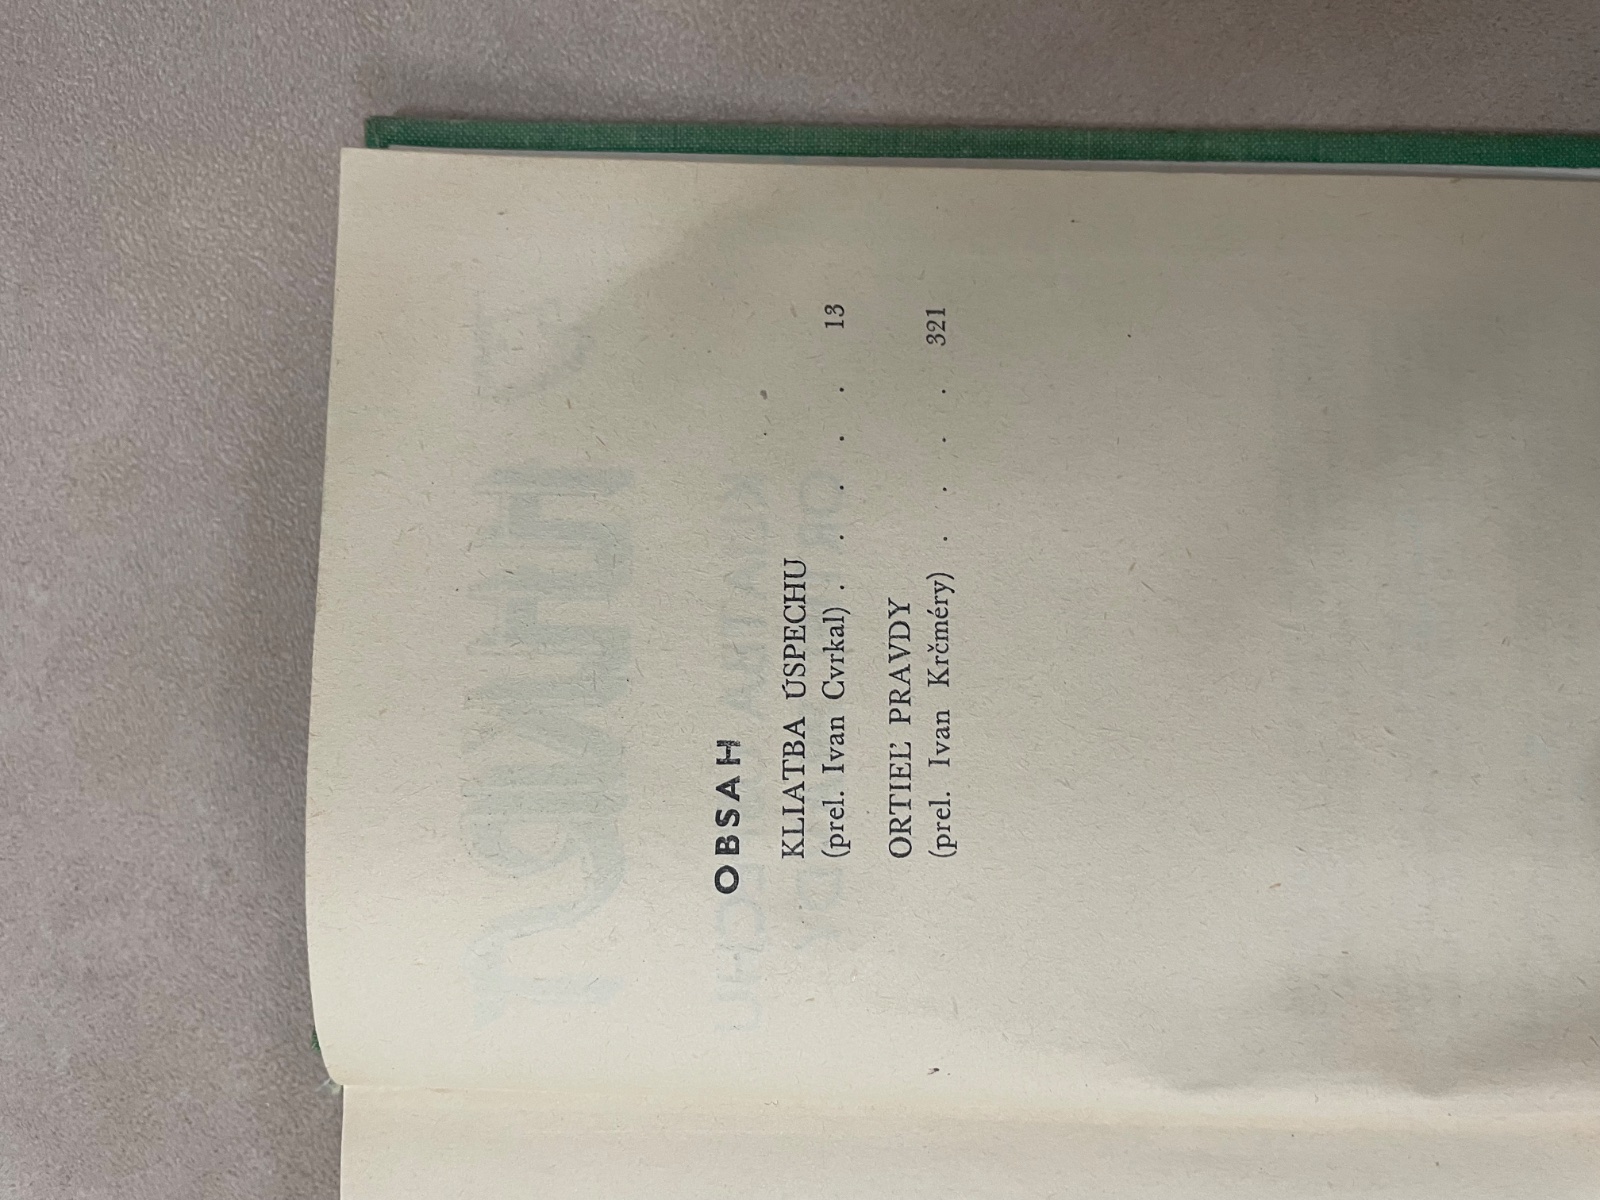 OBSAH
KLIATBA ÚSPECHU
(prel. Ivan Cvrkal) . . . . . 13
ORTIEĽ PRAVDY
(prel. Ivan Krčméry) . . . . 321